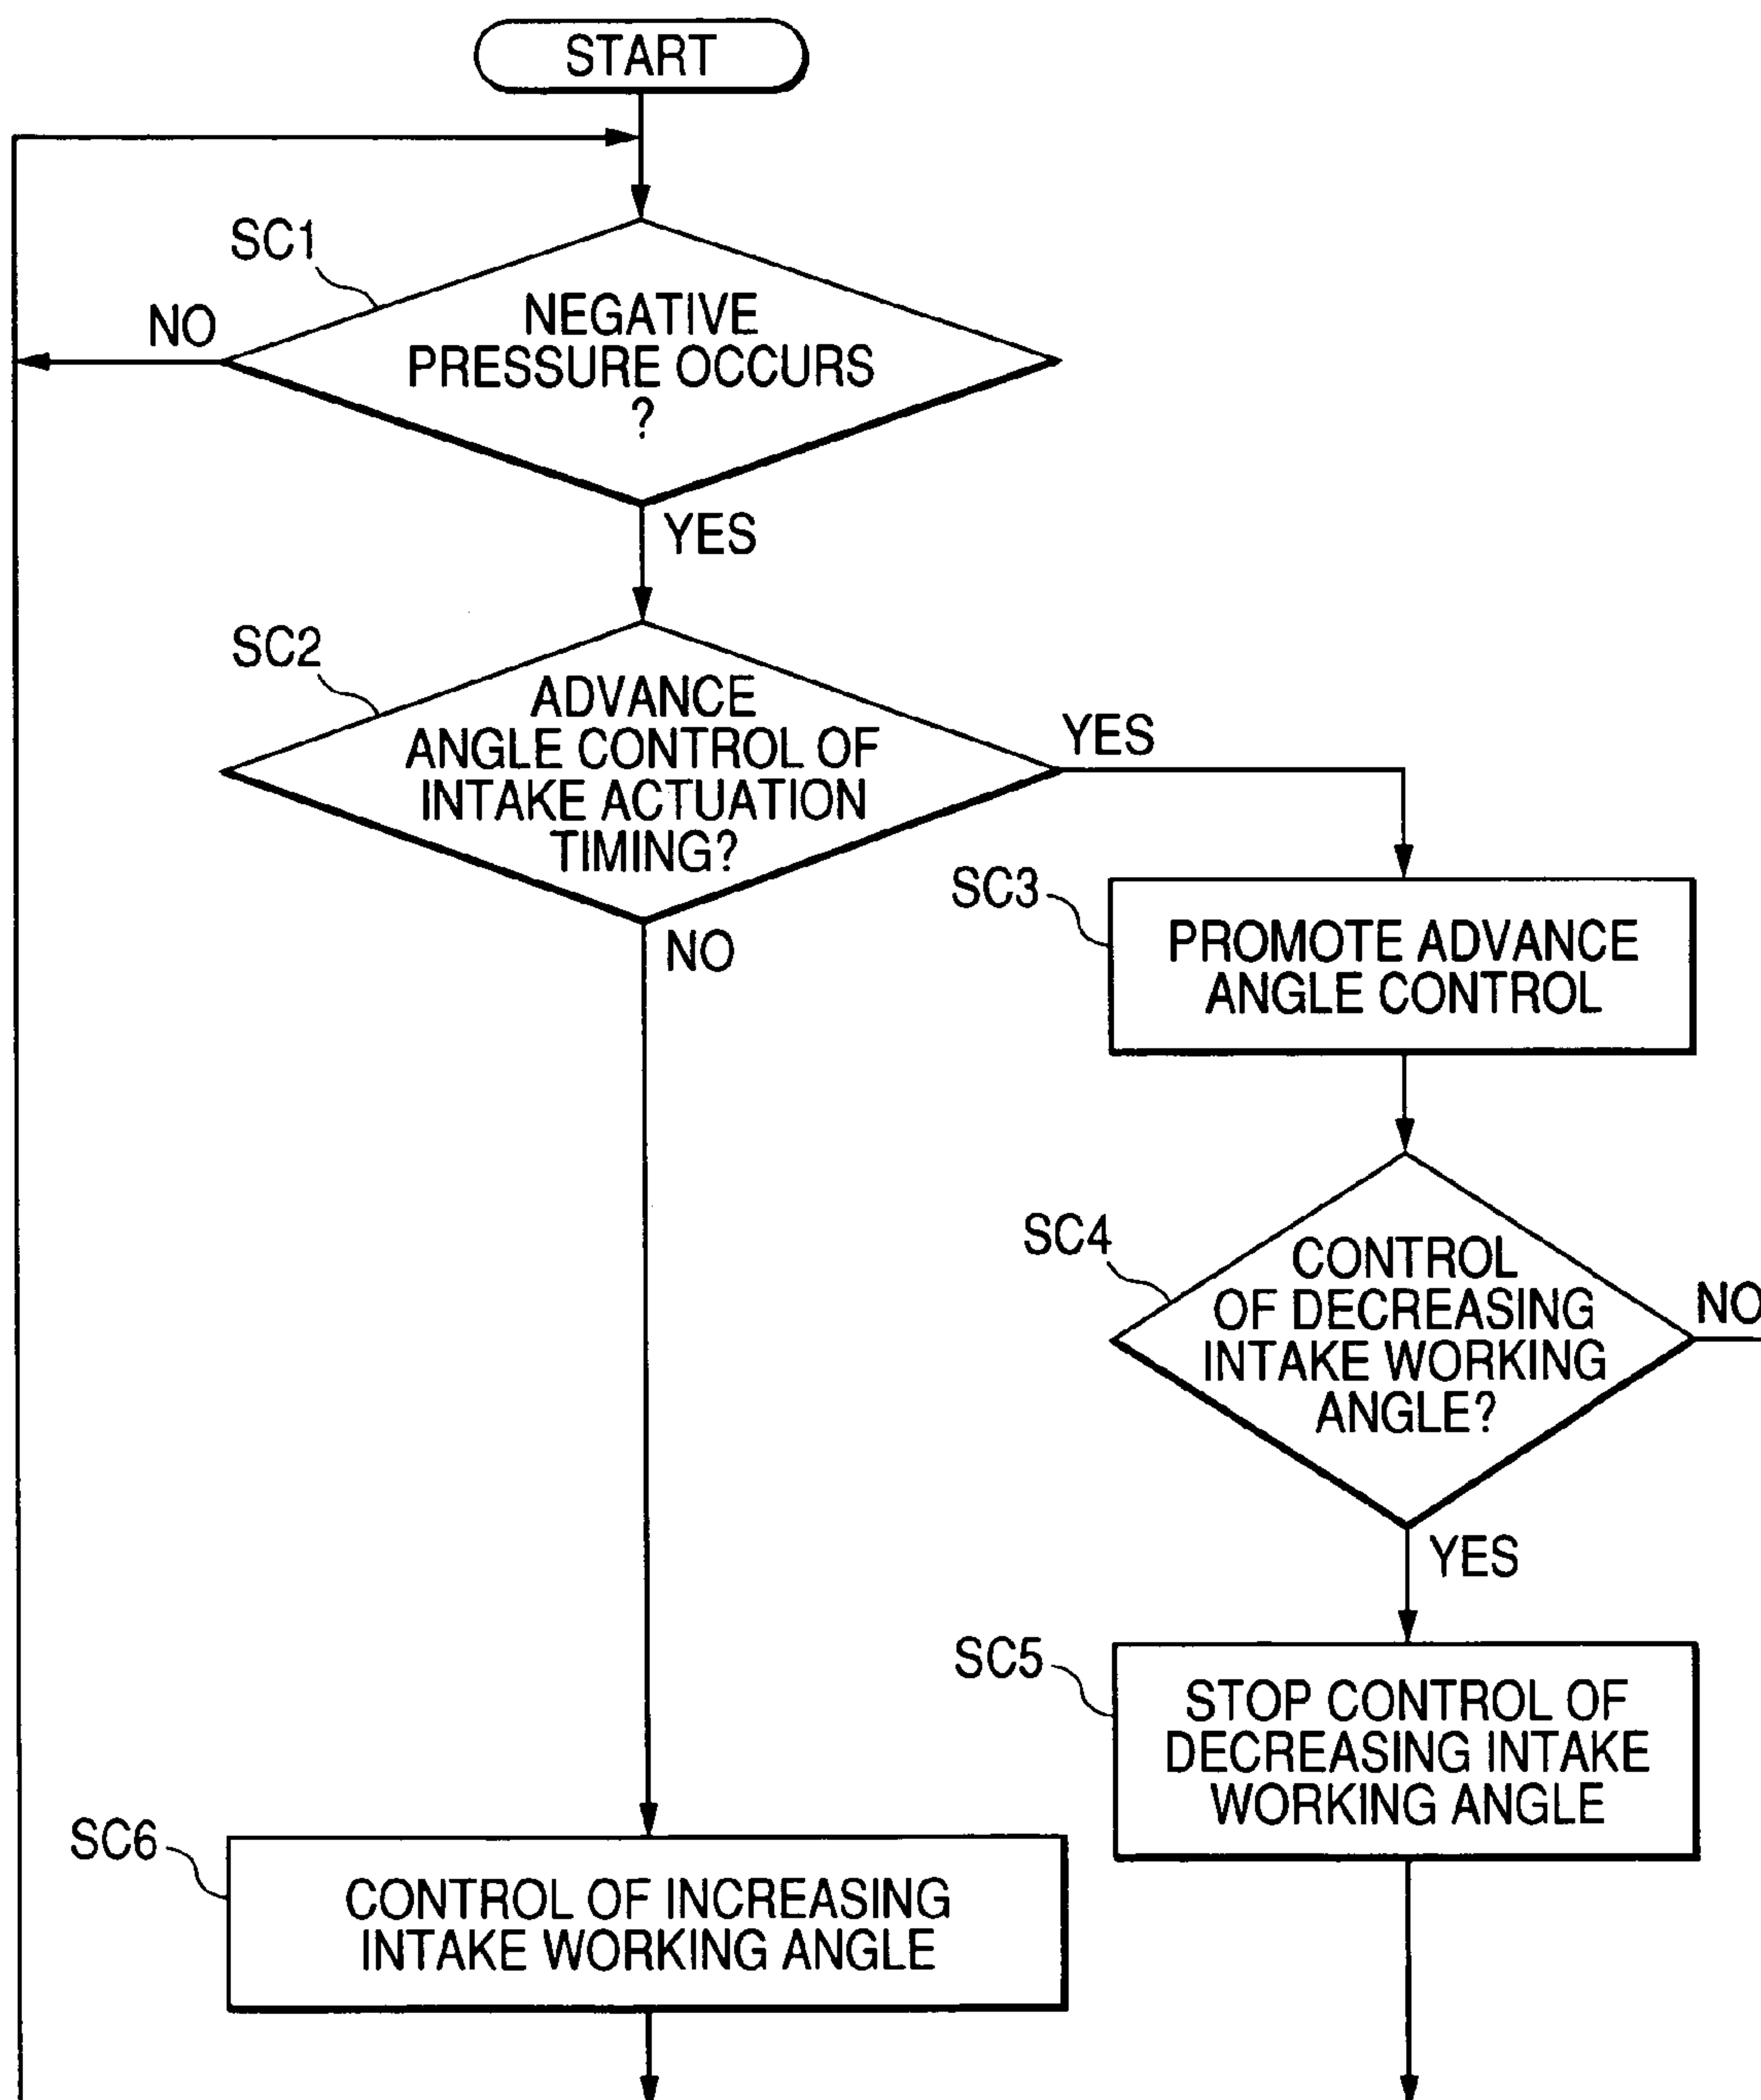 START
SC1
NO
NEGATIVE
PRESSURE OCCURS
?
YES
SC2
ADVANCE
ANGLE CONTROL OF
INTAKE ACTUATION
TIMING?
YES
NO
SC3
PROMOTE ADVANCE
ANGLE CONTROL
SC4
CONTROL
OF DECREASING
INTAKE WORKING
ANGLE?
NO
YES
SC5
STOP CONTROL OF
DECREASING INTAKE
WORKING ANGLE
SC6
CONTROL OF INCREASING
INTAKE WORKING ANGLE